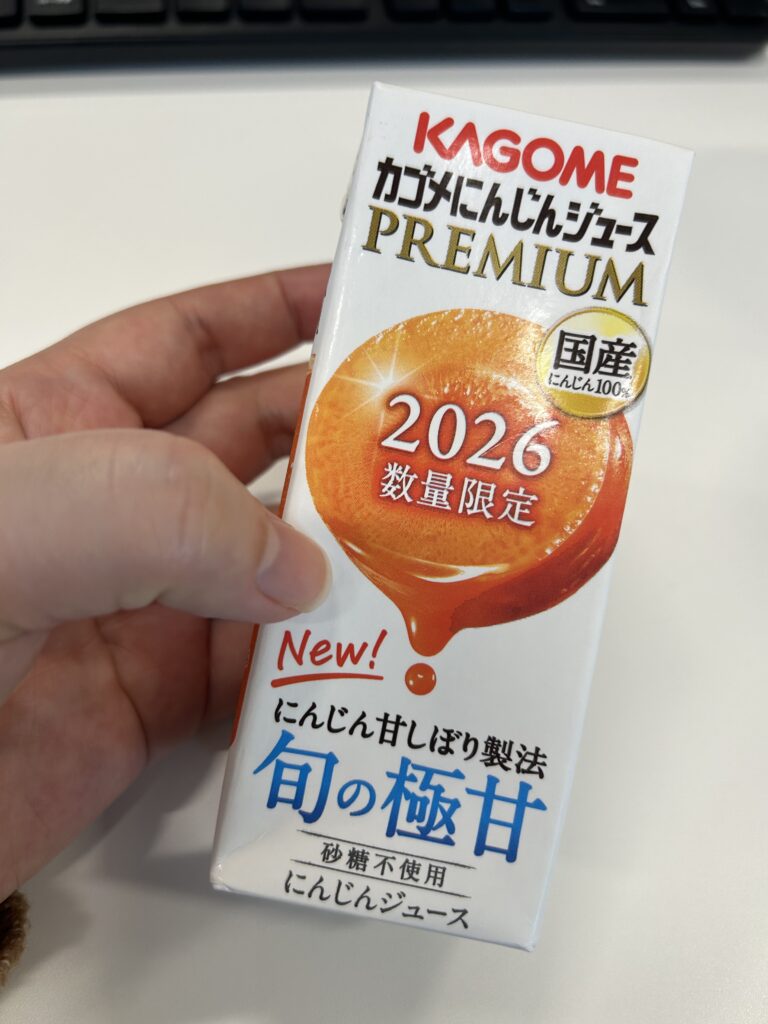 KAGOME
カゴメにんじんジュース
PREMIUM
国産
にんじん100%
2026
数量限定
New!
にんじん甘しぼり製法
旬の極甘
砂糖不使用
にんじんジュース